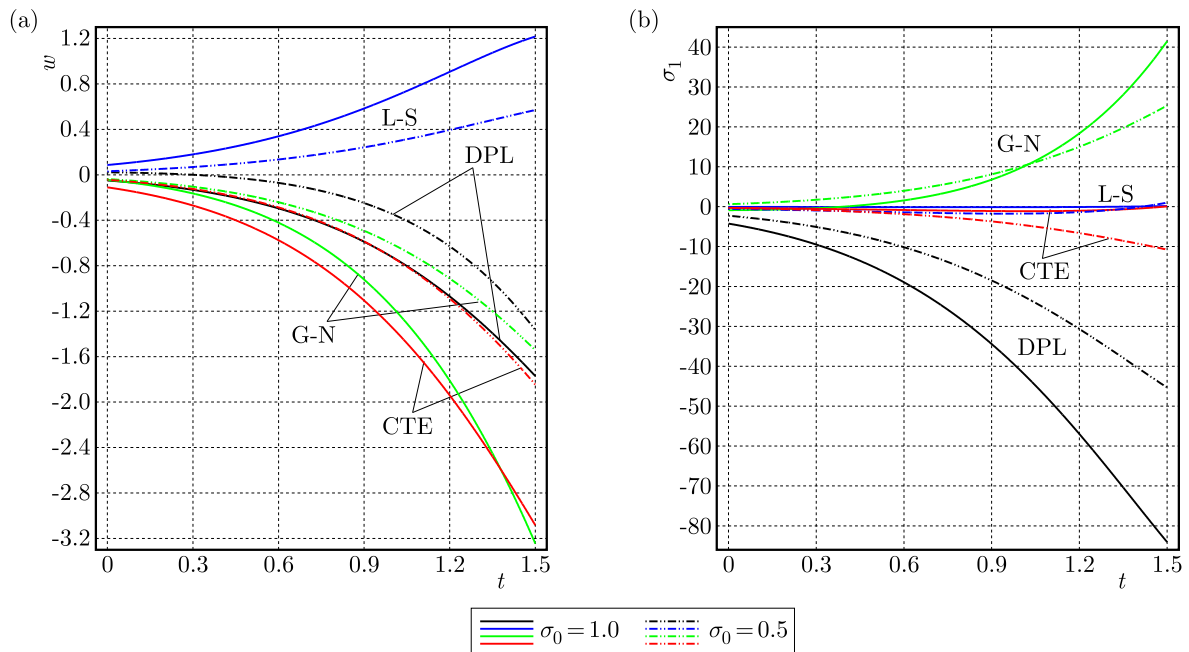 (a)
w
1.2
0.8
0.4
0
-0.4
-0.8
-1.2
-1.6
-2.0
-2.4
-2.8
-3.2
L-S
DPL
G-N
CTE
0 0.3 0.6 0.9 1.2 1.5
t
(b)
σ₁
40
30
20
10
0
-10
-20
-30
-40
-50
-60
-70
-80
G-N
L-S
CTE
DPL
0 0.3 0.6 0.9 1.2 1.5
t
σ₀ = 1.0 σ₀ = 0.5